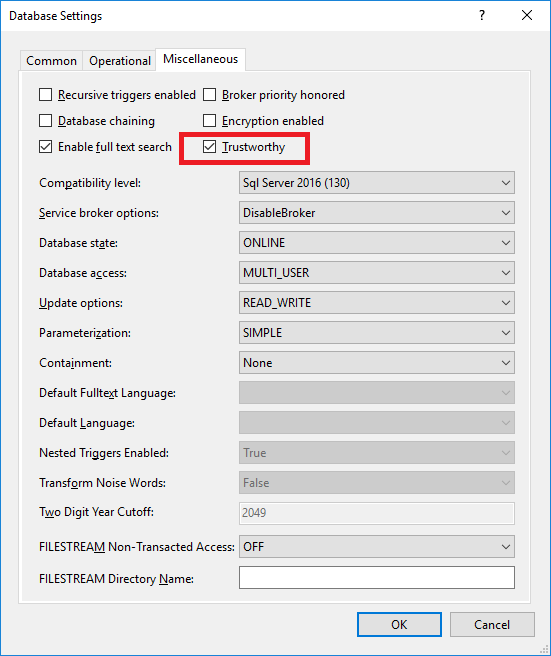 Database Settings
Common Operational Miscellaneous
Recursive triggers enabled Broker priority honored
Database chaining Encryption enabled
Enable full text search Trustworthy
Compatibility level: Sql Server 2016 (130)
Service broker options: DisableBroker
Database state: ONLINE
Database access: MULTI_USER
Update options: READ_WRITE
Parameterization: SIMPLE
Containment: None
Default Fulltext Language:
Default Language:
Nested Triggers Enabled: True
Transform Noise Words: False
Two Digit Year Cutoff: 2049
FILESTREAM Non-Transacted Access: OFF
FILESTREAM Directory Name:
OK Cancel